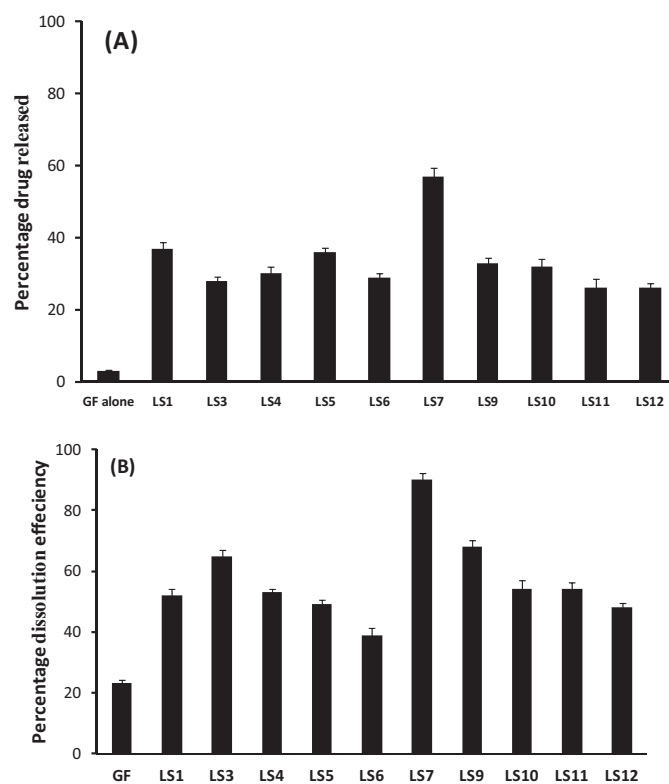 (A)
Percentage drug released
100
80
60
40
20
0
GF alone LS1 LS3 LS4 LS5 LS6 LS7 LS9 LS10 LS11 LS12
(B)
Percentage dissolution effeciency
100
80
60
40
20
0
GF LS1 LS3 LS4 LS5 LS6 LS7 LS9 LS10 LS11 LS12